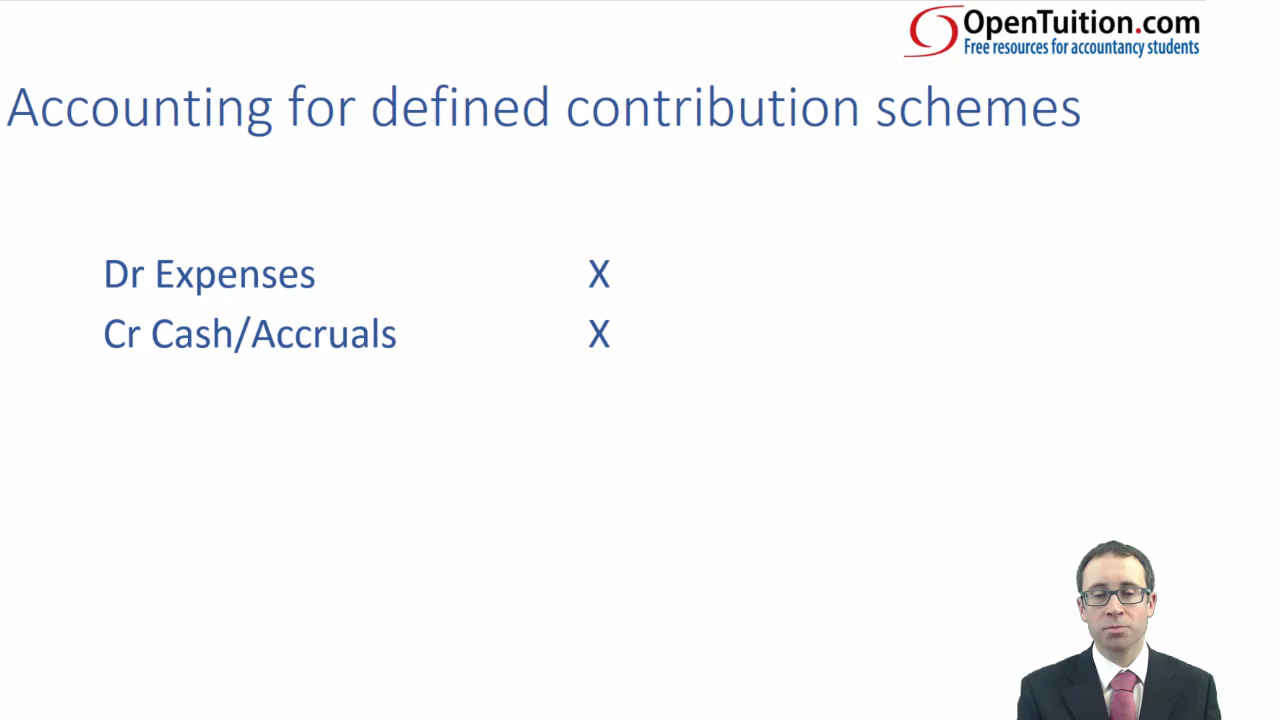 OpenTuition.com
Free resources for accountancy students
Accounting for defined contribution schemes
Dr Expenses X
Cr Cash/Accruals X